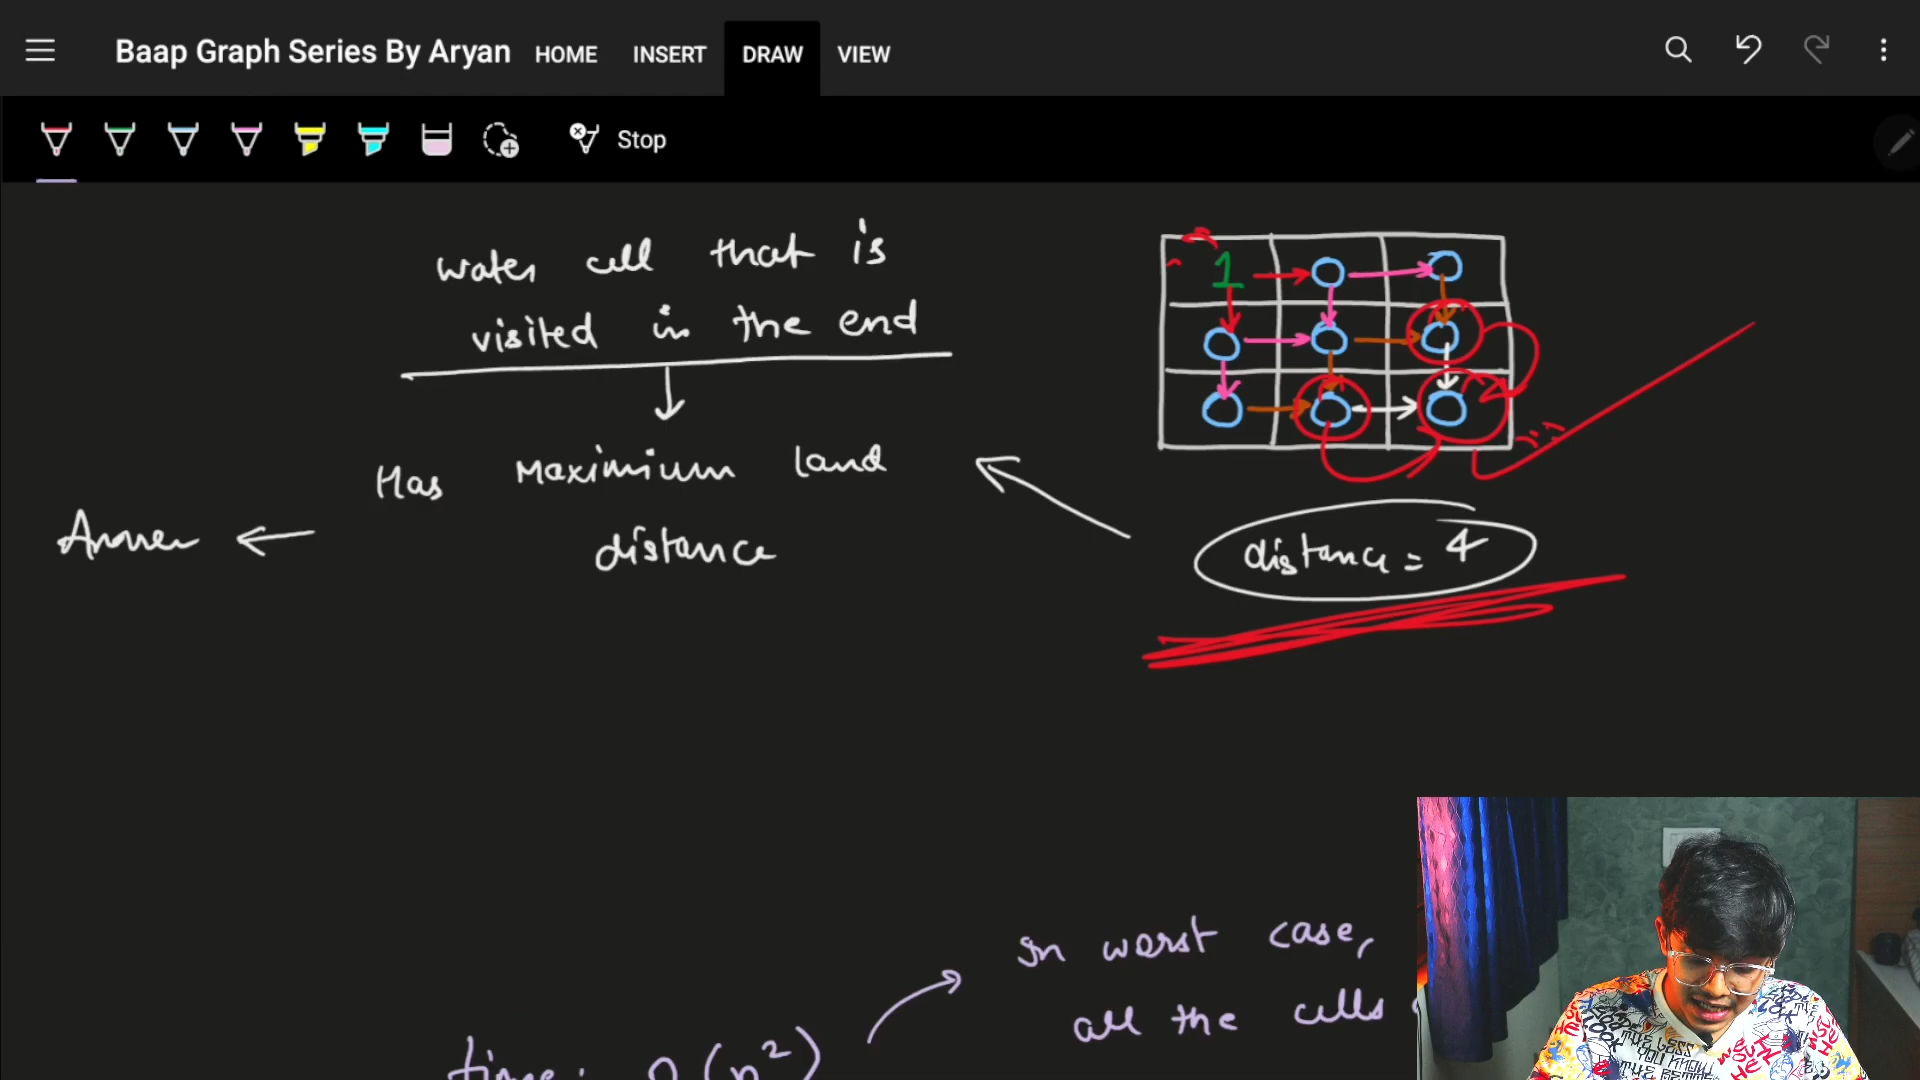 Baap Graph Series By Aryan HOME INSERT DRAW VIEW
Stop
water cell that is
visited in the end
Has Maximium land
distance
Answer
1
distance = 4
In worst case,
all the cells
time: O(n²)